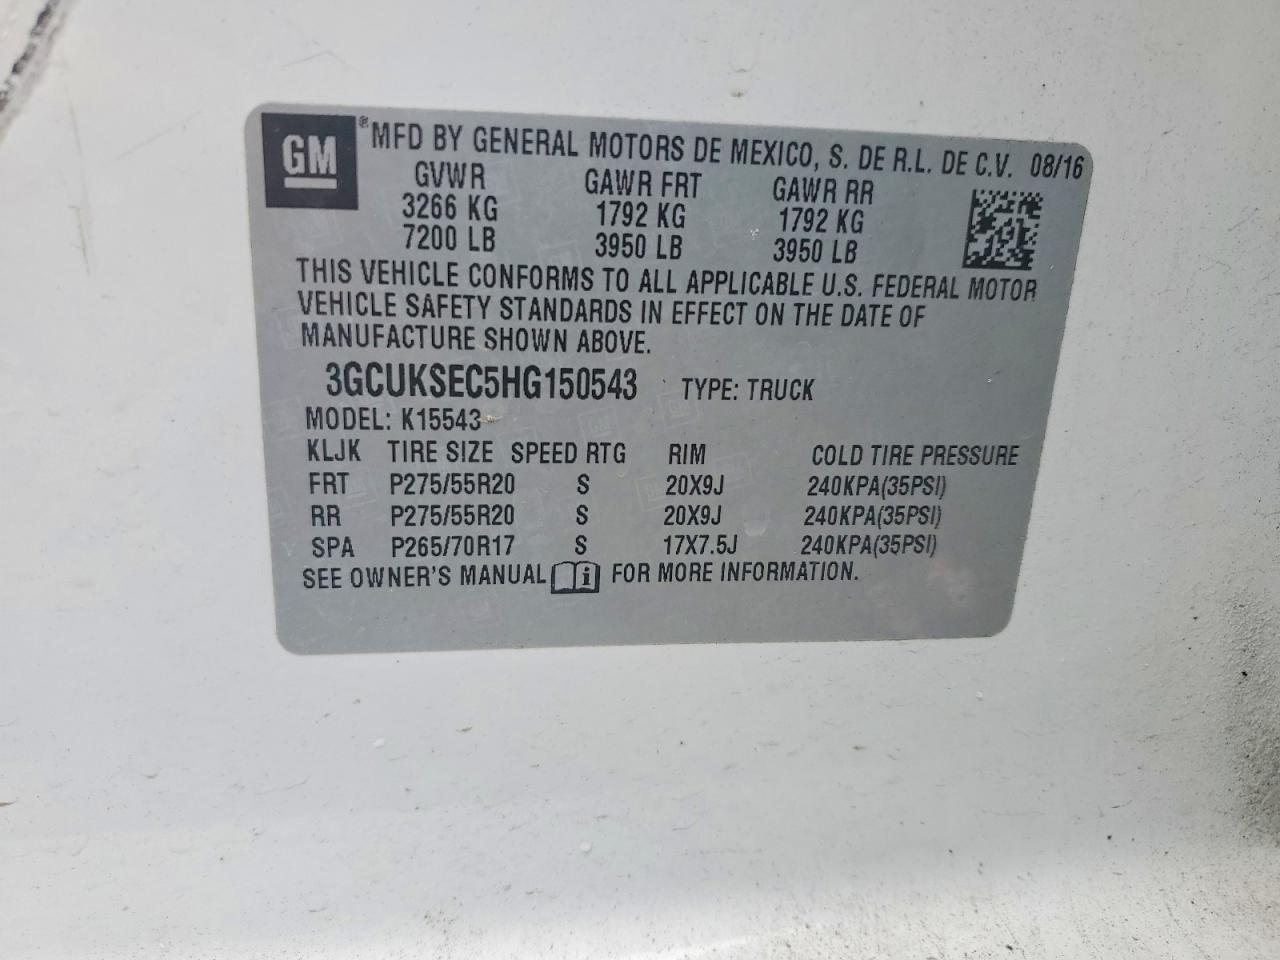 GM ® MFD BY GENERAL MOTORS DE MEXICO, S. DE R.L. DE C.V. 08/16
GVWR GAWR FRT GAWR RR
3266 KG 1792 KG 1792 KG
7200 LB 3950 LB 3950 LB
THIS VEHICLE CONFORMS TO ALL APPLICABLE U.S. FEDERAL MOTOR
VEHICLE SAFETY STANDARDS IN EFFECT ON THE DATE OF
MANUFACTURE SHOWN ABOVE.
3GCUKSEC5HG150543 TYPE: TRUCK
MODEL: K15543
KLJK TIRE SIZE SPEED RTG RIM COLD TIRE PRESSURE
FRT P275/55R20 S 20X9J 240KPA(35PSI)
RR P275/55R20 S 20X9J 240KPA(35PSI)
SPA P265/70R17 S 17X7.5J 240KPA(35PSI)
SEE OWNER'S MANUAL i FOR MORE INFORMATION.